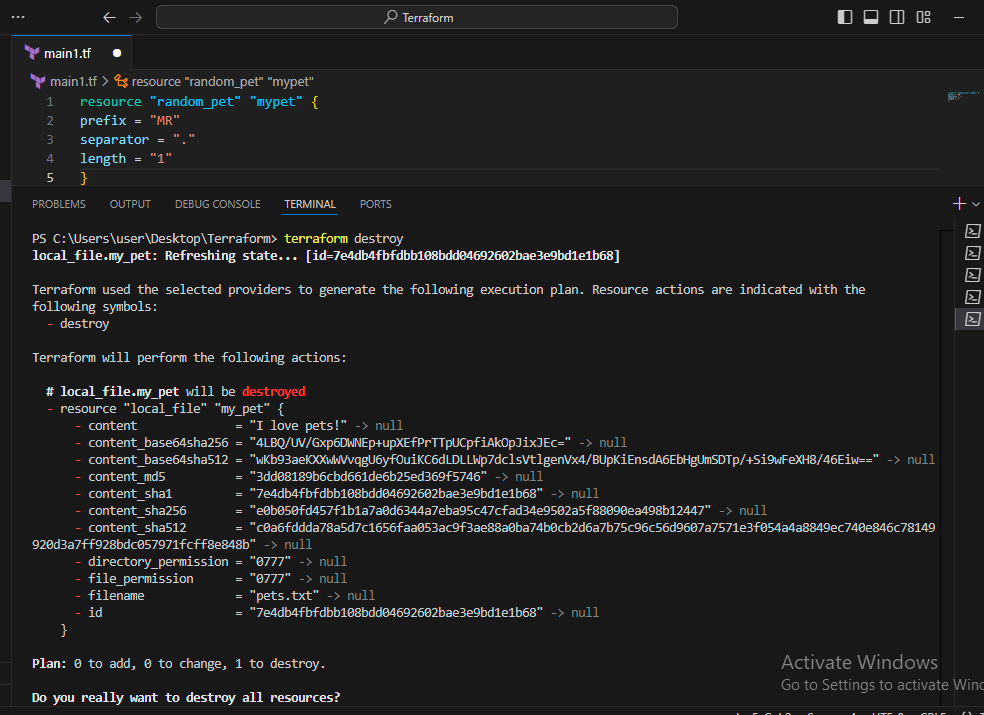 Terraform
main1.tf
main1.tf > resource "random_pet" "mypet"
1 resource "random_pet" "mypet" {
2 prefix = "MR"
3 separator = "."
4 length = "1"
5 }
PROBLEMS OUTPUT DEBUG CONSOLE TERMINAL PORTS
PS C:\Users\user\Desktop\Terraform> terraform destroy
local_file.my_pet: Refreshing state... [id=7e4db4fbfdbb108bdd04692602bae3e9bd1e1b68]
Terraform used the selected providers to generate the following execution plan. Resource actions are indicated with the
following symbols:
- destroy
Terraform will perform the following actions:
# local_file.my_pet will be destroyed
- resource "local_file" "my_pet" {
- content = "I love pets!" -> null
- content_base64sha256 = "4LBQ/UV/Gxp6DWNEp+upXEfPrTTpUCpfiAkOpJixJEc=" -> null
- content_base64sha512 = "wKb93aeKXXwWVvqgU6yfOuiKC6dLDLLWp7dclsVtlgenVx4/BUpKiEnsdA6EbHgUmSDTp/+Si9wFeXH8/46Eiw==" -> null
- content_md5 = "3dd08189b6cbd661de6b25ed369f5746" -> null
- content_sha1 = "7e4db4fbfdbb108bdd04692602bae3e9bd1e1b68" -> null
- content_sha256 = "e0b050fd457f1b1a7a0d6344a7eba95c47cfad34e9502a5f88090ea498b12447" -> null
- content_sha512 = "c0a6fddda78a5d7c1656faa053ac9f3ae88a0ba74b0cb2d6a7b75c96c56d9607a7571e3f054a4a8849ec740e846c78149
920d3a7ff928bdc057971fcff8e848b" -> null
- directory_permission = "0777" -> null
- file_permission = "0777" -> null
- filename = "pets.txt" -> null
- id = "7e4db4fbfdbb108bdd04692602bae3e9bd1e1b68" -> null
}
Plan: 0 to add, 0 to change, 1 to destroy.
Do you really want to destroy all resources?
Activate Windows
Go to Settings to activate Wind